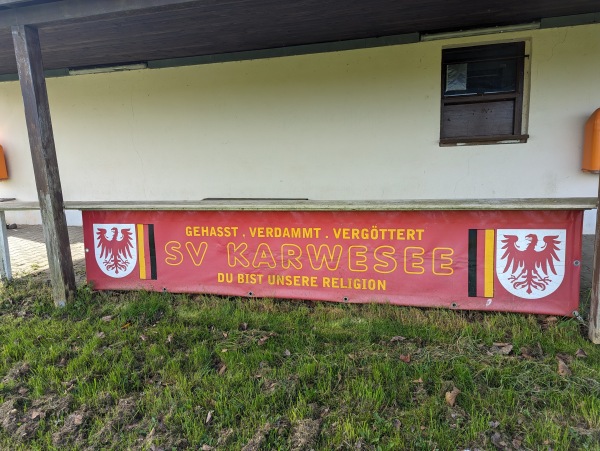 GEHASST . VERDAMMT . VERGÖTTERT
SV KARWESEE
DU BIST UNSERE RELIGION